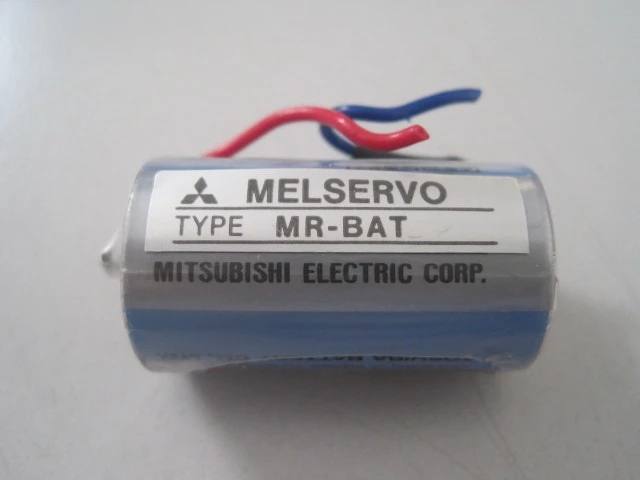 MELSERVO
TYPE MR-BAT
MITSUBISHI ELECTRIC CORP.